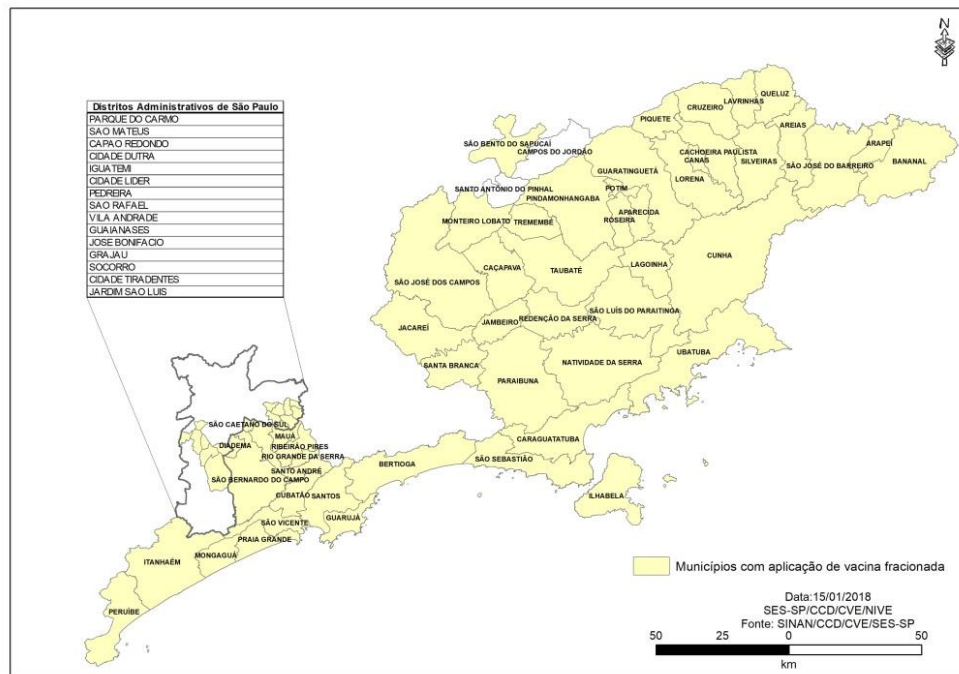 N
Distritos Administrativos de São Paulo
PARQUE DO CARMO
SAO MATEUS
CAPAO REDONDO
CIDADE DUTRA
IGUATEMI
CIDADE LIDER
PEDREIRA
SAO RAFAEL
VILA ANDRADE
GUAIANASES
JOSE BONIFACIO
GRAJAU
SOCORRO
CIDADE TIRADENTES
JARDIM SAO LUIS
QUELUZ
LAVRINHAS
CRUZEIRO
PIQUETE
AREIAS
ARAPEÍ
SÃO BENTO DO SAPUCAÍ
CAMPOS DO JORDÃO
CACHOEIRA PAULISTA
CANAS
SILVEIRAS
SÃO JOSÉ DO BARREIRO
BANANAL
GUARATINGUETÁ
LORENA
SANTO ANTÔNIO DO PINHAL
POTIM
PINDAMONHANGABA
APARECIDA
ROSEIRA
MONTEIRO LOBATO
TREMEMBÉ
CUNHA
LAGOINHA
CAÇAPAVA
TAUBATÉ
SÃO JOSÉ DOS CAMPOS
SÃO LUÍS DO PARAITINGA
REDENÇÃO DA SERRA
JAMBEIRO
JACAREÍ
UBATUBA
NATIVIDADE DA SERRA
SANTA BRANCA
PARAIBUNA
SÃO CAETANO DO SUL
MAUÁ
DIADEMA
RIBEIRÃO PIRES
RIO GRANDE DA SERRA
CARAGUATATUBA
SÃO SEBASTIÃO
BERTIOGA
SANTO ANDRÉ
SÃO BERNARDO DO CAMPO
ILHABELA
CUBATÃO
SANTOS
GUARUJÁ
SÃO VICENTE
PRAIA GRANDE
MONGAGUÁ
ITANHAÉM
PERUÍBE
Municípios com aplicação de vacina fracionada
Data:15/01/2018
SES-SP/CCD/CVE/NIVE
Fonte: SINAN/CCD/CVE/SES-SP
50 25 0 50
km